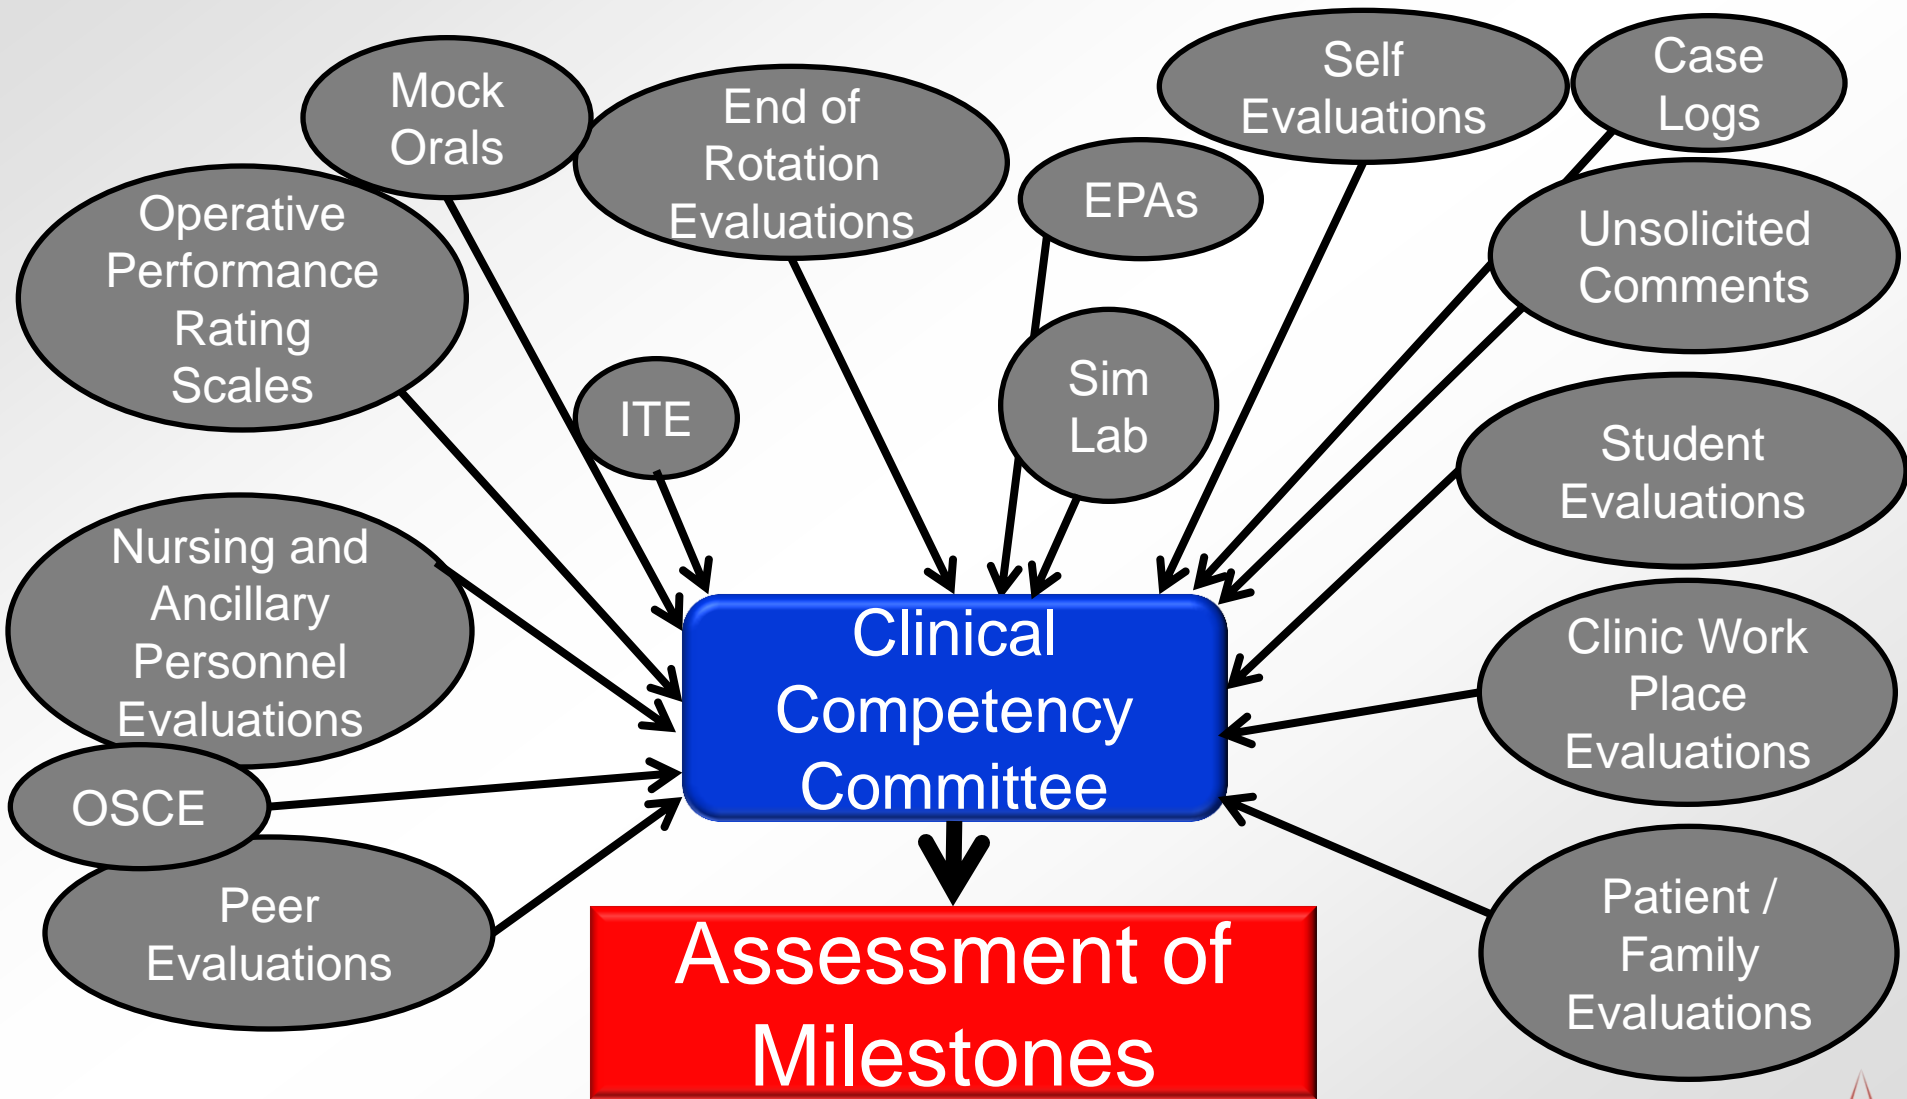 Mock
Orals
End of
Rotation
Evaluations
Self
Evaluations
Case
Logs
EPAs
Operative
Performance
Rating
Scales
Unsolicited
Comments
ITE
Sim
Lab
Student
Evaluations
Nursing and
Ancillary
Personnel
Evaluations
Clinical
Competency
Committee
Clinic Work
Place
Evaluations
OSCE
Peer
Evaluations
Patient /
Family
Evaluations
Assessment of
Milestones